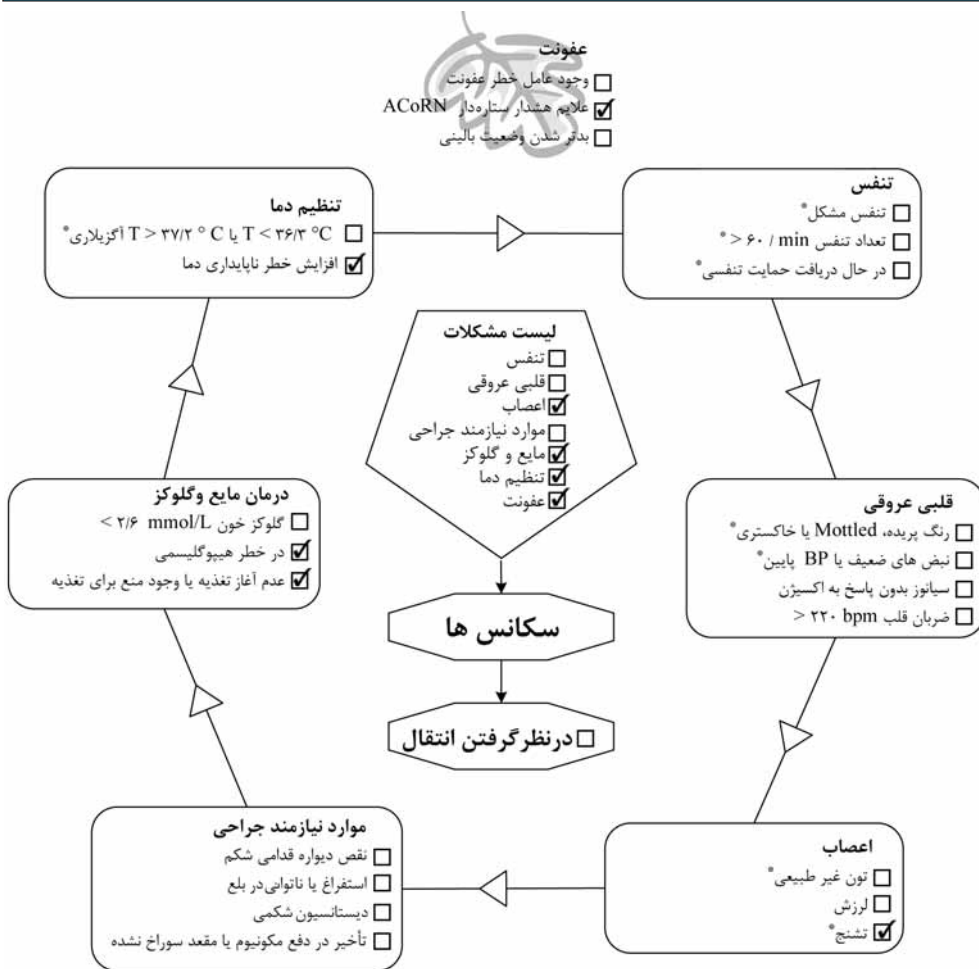 عفونت
☐ وجود عامل خطر عفونت
☑ علایم هشدار ستاره‌دار ACoRN
☐ بدتر شدن وضعیت بالینی
تنفس
☐ تنفس مشکل*
☐ تعداد تنفس ۶۰ / min < *
☐ در حال دریافت حمایت تنفسی*
قلبی عروقی
☐ رنگ پریده، Mottled یا خاکستری*
☐ نبض های ضعیف یا BP پایین*
☐ سیانوز بدون پاسخ به اکسیژن
☐ ضربان قلب ۲۲۰ bpm >
اعصاب
☐ تون غیر طبیعی*
☐ لرزش
☑ تشنج*
موارد نیازمند جراحی
☐ نقص دیواره قدامی شکم
☐ استفراغ یا ناتوانی در بلع
☐ دیستانسیون شکمی
☐ تأخیر در دفع مکونیوم یا مقعد سوراخ نشده
درمان مایع وگلوکز
☐ گلوکز خون ۲/۶ mmol/L >
☑ در خطر هیپوگلیسمی
☑ عدم آغاز تغذیه یا وجود منع برای تغذیه
تنظیم دما
☐ T < ۳۶/۳ °C یا T > ۳۷/۲ ° C آگزیلاری*
☑ افزایش خطر ناپایداری دما
لیست مشکلات
☐ تنفس
☐ قلبی عروقی
☑ اعصاب
☐ موارد نیازمند جراحی
☑ مایع و گلوکز
☑ تنظیم دما
☑ عفونت
سکانس ها
☐ درنظرگرفتن انتقال